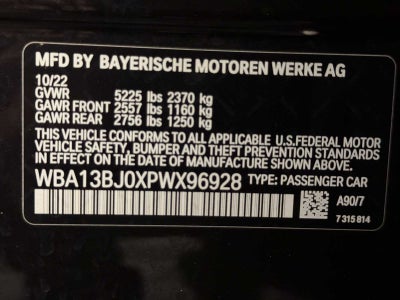 MFD BY BAYERISCHE MOTOREN WERKE AG
10/22
GVWR 5225 lbs 2370 kg
GAWR FRONT 2557 lbs 1160 kg
GAWR REAR 2756 lbs 1250 kg
THIS VEHICLE CONFORMS TO ALL APPLICABLE U.S.FEDERAL MOTOR
VEHICLE SAFETY, BUMPER AND THEFT PREVENTION STANDARDS
IN EFFECT ON THE DATE OF MANUFACTURE SHOWN ABOVE.
WBA13BJ0XPWX96928 TYPE: PASSENGER CAR
A90/7
7 315 814